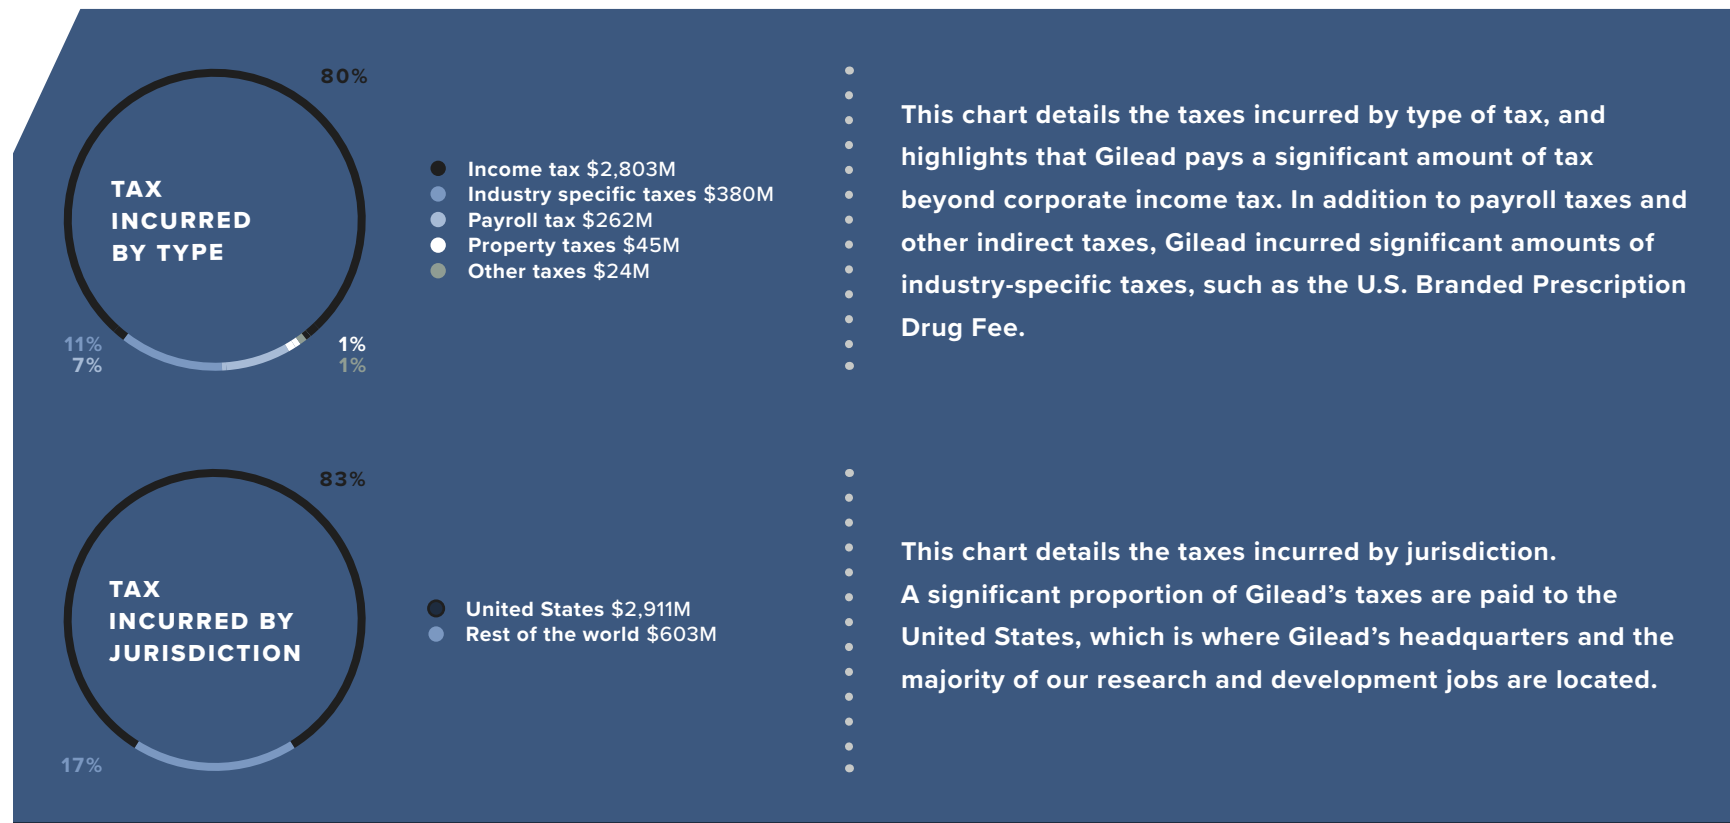 80%
TAX
INCURRED
BY TYPE
11%
7%
1%
1%
Income tax $2,803M
Industry specific taxes $380M
Payroll tax $262M
Property taxes $45M
Other taxes $24M
This chart details the taxes incurred by type of tax, and
highlights that Gilead pays a significant amount of tax
beyond corporate income tax. In addition to payroll taxes and
other indirect taxes, Gilead incurred significant amounts of
industry-specific taxes, such as the U.S. Branded Prescription
Drug Fee.
83%
TAX
INCURRED BY
JURISDICTION
17%
United States $2,911M
Rest of the world $603M
This chart details the taxes incurred by jurisdiction.
A significant proportion of Gilead’s taxes are paid to the
United States, which is where Gilead’s headquarters and the
majority of our research and development jobs are located.